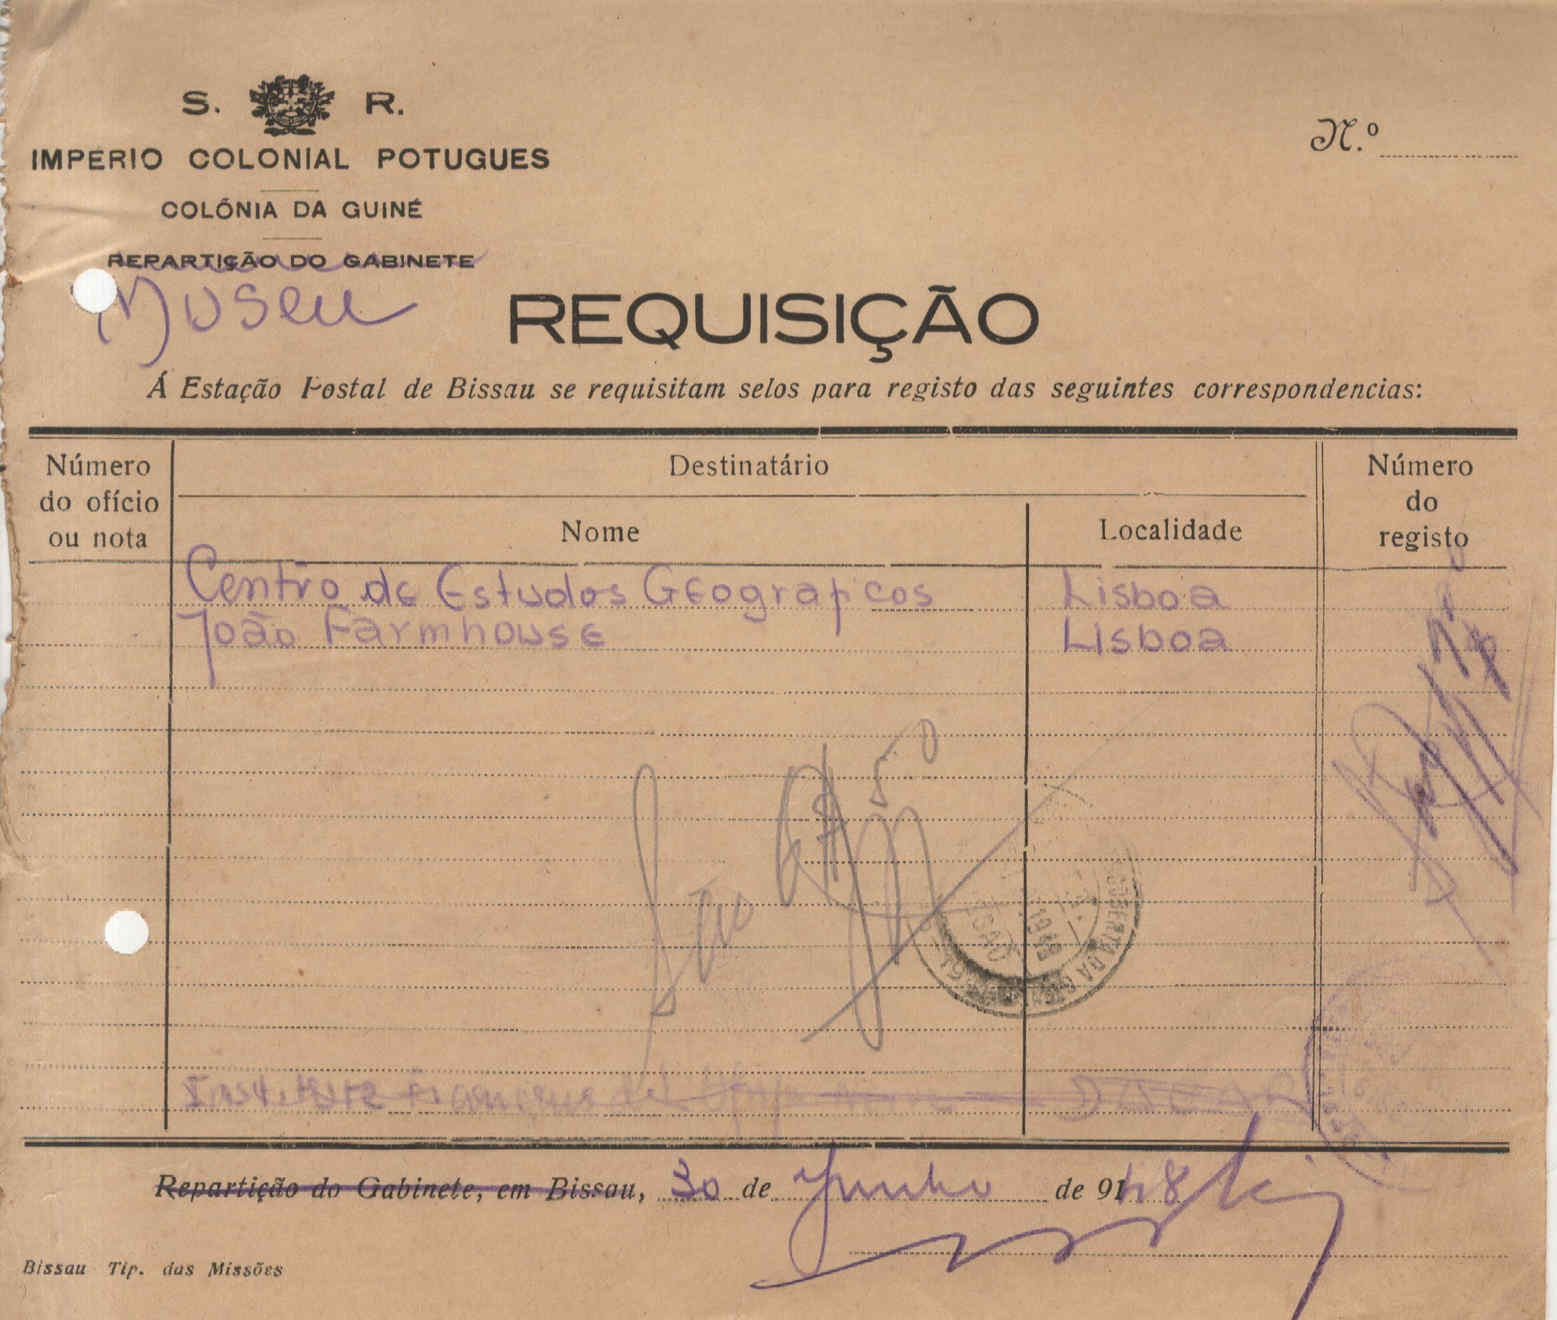 S. R.
IMPERIO COLONIAL POTUGUES
COLÓNIA DA GUINÉ
REPARTIÇÃO DO GABINETE
Museu
N.º
REQUISIÇÃO
Á Estação Postal de Bissau se requisitam selos para registo das seguintes correspondencias:
Número do ofício ou nota
Destinatário
Nome
Localidade
Número do registo
Centro de Estudos Geograficos Lisboa
João Farmhouse Lisboa
1948
Repartição do Gabinete, em Bissau, 30 de Junho de 948
Bissau Tip. das Missões